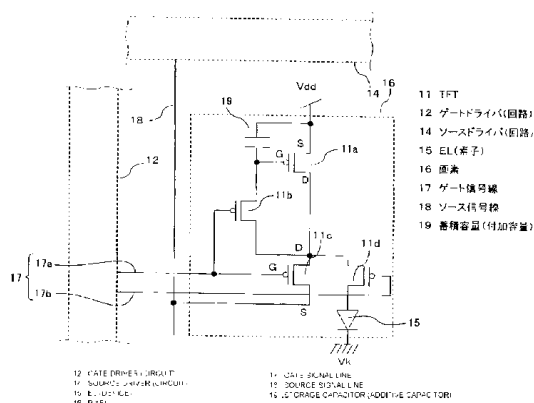 16
Vdd
14
18
19
S
G
11a
D
12
11b
D
11c
11d
17
17a
G
17b
S
15
Vk
11 TFT
12 ゲートドライバ(回路)
14 ソースドライバ(回路)
15 EL(素子)
16 画素
17 ゲート信号線
18 ソース信号線
19 蓄積容量(付加容量)
12 GATE DRIVER (CIRCUIT)
14 SOURCE DRIVER (CIRCUIT)
15 EL (DEVICE)
16 PIXEL
17 GATE SIGNAL LINE
18 SOURCE SIGNAL LINE
19 STORAGE CAPACITOR (ADDITIVE CAPACITOR)